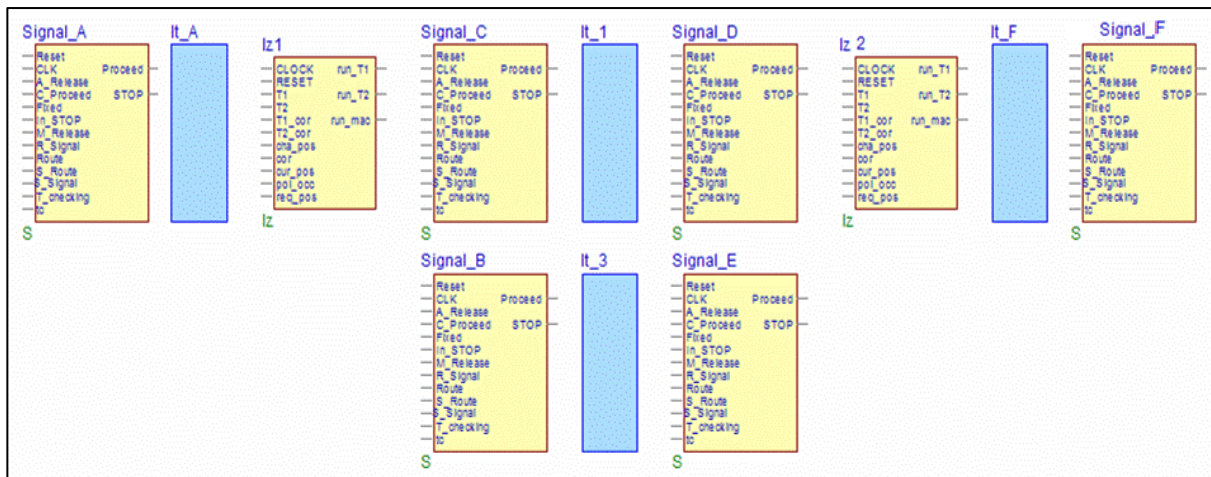 Signal_A
Reset
CLK Proceed
A_Release
C_Proceed STOP
Fixed
In_STOP
M_Release
R_Signal
Route
S_Route
S_Signal
T_checking
tc
S
It_A
Iz1
CLOCK run_T1
RESET
T1 run_T2
T2
T1_cor run_mac
T2_cor
cha_pos
cor
cur_pos
pol_occ
req_pos
Iz
Signal_C
Reset
CLK Proceed
A_Release
C_Proceed STOP
Fixed
In_STOP
M_Release
R_Signal
Route
S_Route
S_Signal
T_checking
tc
S
It_1
Signal_D
Reset
CLK Proceed
A_Release
C_Proceed STOP
Fixed
In_STOP
M_Release
R_Signal
Route
S_Route
S_Signal
T_checking
tc
S
Iz 2
CLOCK run_T1
RESET
T1 run_T2
T2
T1_cor run_mac
T2_cor
cha_pos
cor
cur_pos
pol_occ
req_pos
Iz
It_F
Signal_F
Reset
CLK Proceed
A_Release
C_Proceed STOP
Fixed
In_STOP
M_Release
R_Signal
Route
S_Route
S_Signal
T_checking
tc
S
Signal_B
Reset
CLK Proceed
A_Release
C_Proceed STOP
Fixed
In_STOP
M_Release
R_Signal
Route
S_Route
S_Signal
T_checking
tc
S
It_3
Signal_E
Reset
CLK Proceed
A_Release
C_Proceed STOP
Fixed
In_STOP
M_Release
R_Signal
Route
S_Route
S_Signal
T_checking
tc
S